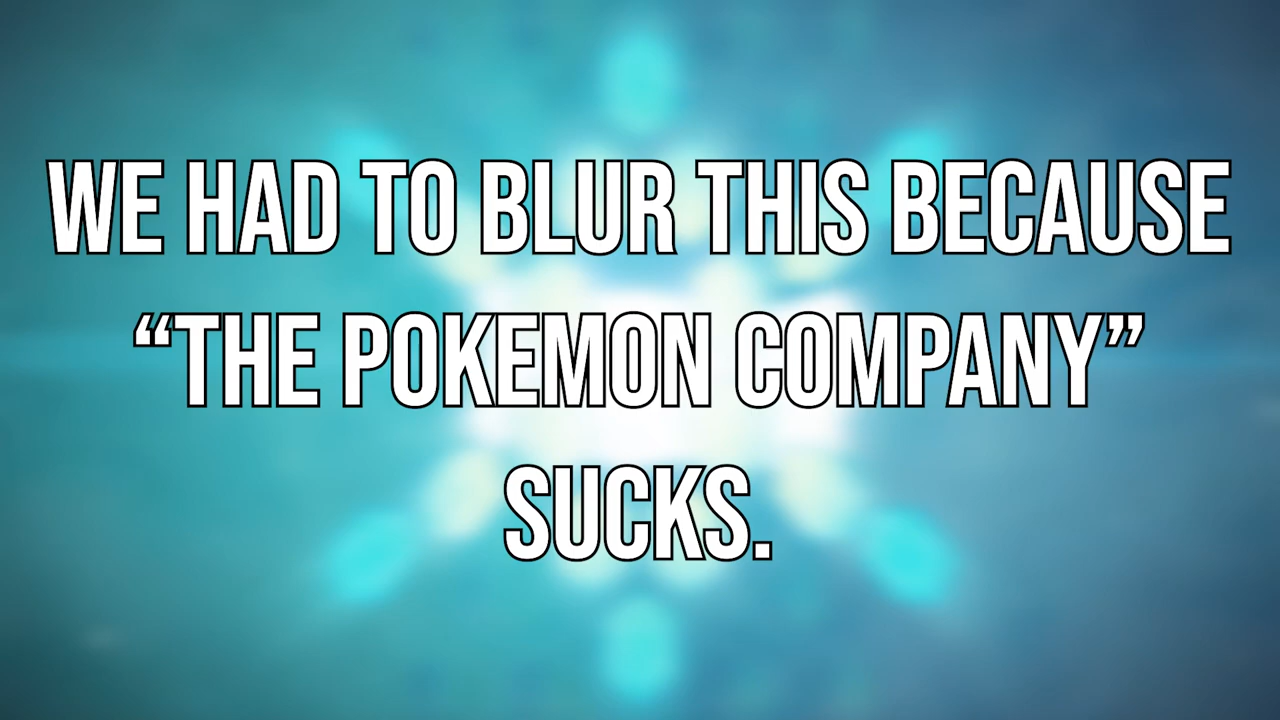 WE HAD TO BLUR THIS BECAUSE
“THE POKEMON COMPANY”
SUCKS.